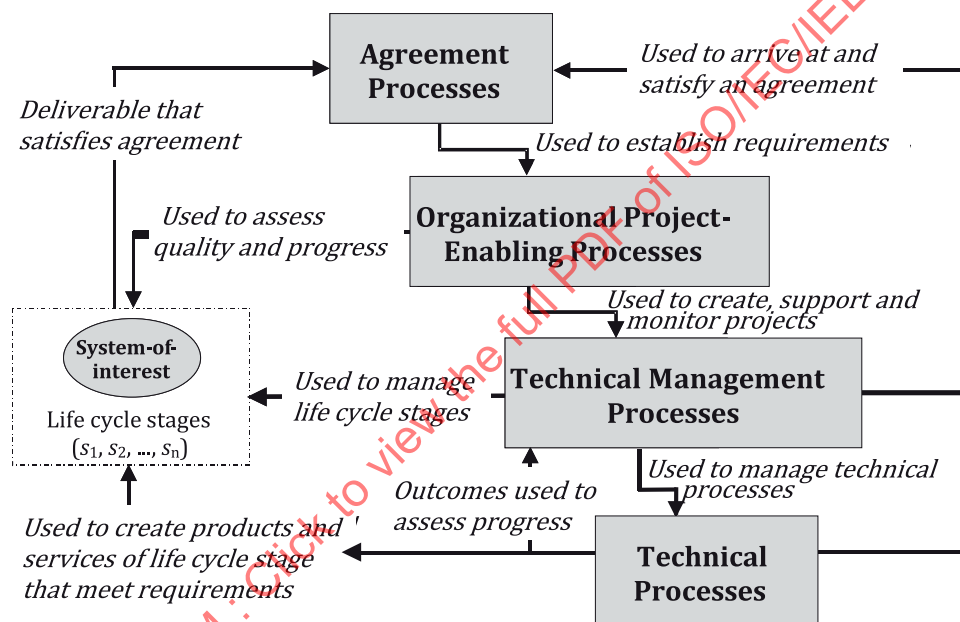 Agreement
Processes
Used to arrive at and
satisfy an agreement
Deliverable that
satisfies agreement
Used to establish requirements
Organizational Project-
Enabling Processes
Used to assess
quality and progress
Used to create, support and
monitor projects
System-of-
interest
Life cycle stages
(s1, s2, ..., sn)
Used to manage
life cycle stages
Technical Management
Processes
Used to manage technical
processes
Outcomes used to
assess progress
Used to create products and
services of life cycle stage
that meet requirements
Technical
Processes
: Click to view the full PDF of ISO/IEC/IEE